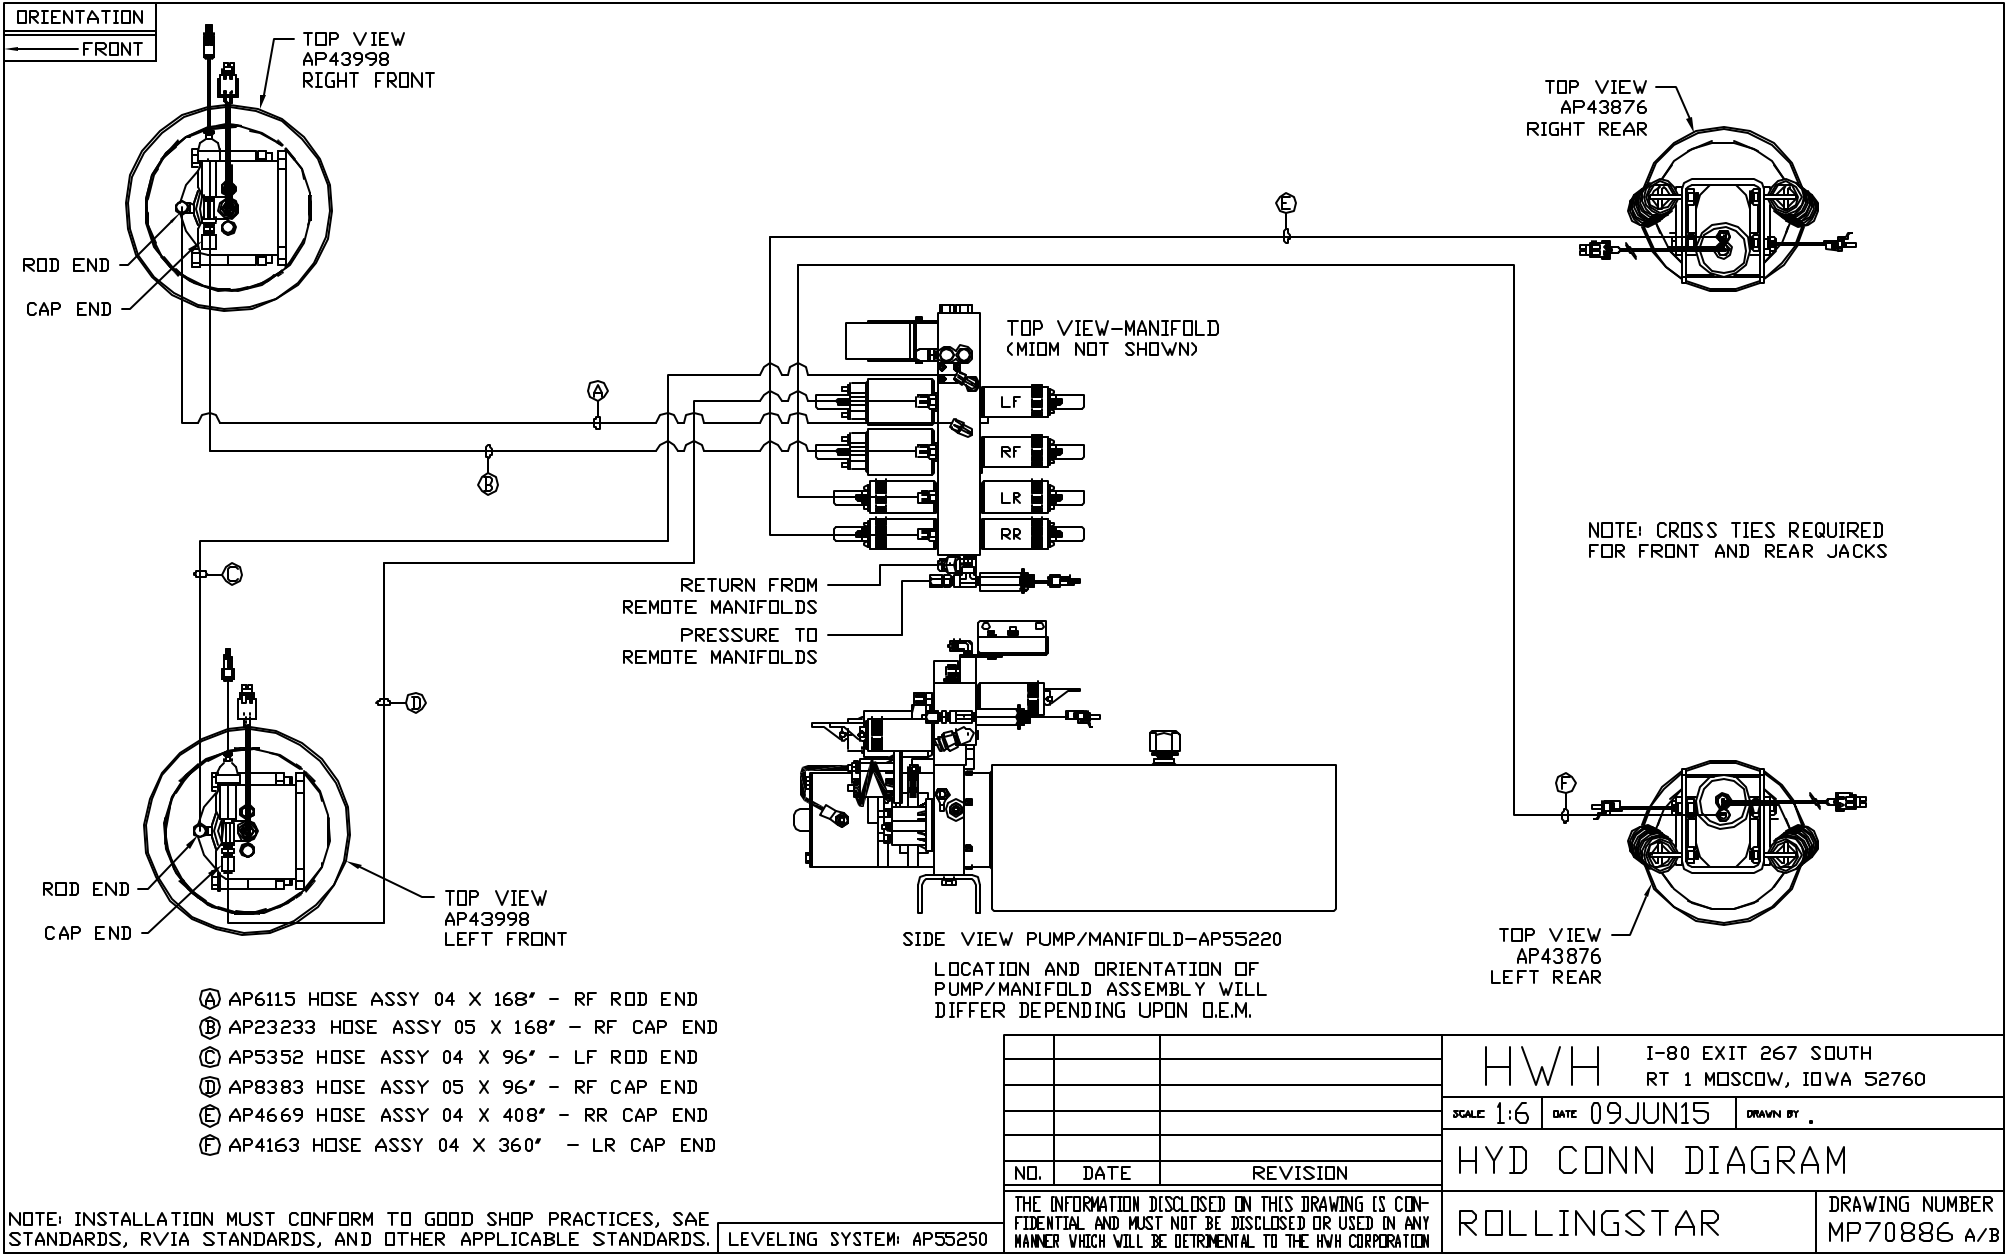 ORIENTATION
FRONT
TOP VIEW
AP43998
RIGHT FRONT
TOP VIEW
AP43876
RIGHT REAR
E
ROD END
CAP END
TOP VIEW-MANIFOLD
(MIOM NOT SHOWN)
A
LF
B
RF
LR
RR
NOTE: CROSS TIES REQUIRED
FOR FRONT AND REAR JACKS
C
RETURN FROM
REMOTE MANIFOLDS
PRESSURE TO
REMOTE MANIFOLDS
D
F
ROD END
CAP END
TOP VIEW
AP43998
LEFT FRONT
SIDE VIEW PUMP/MANIFOLD-AP55220
LOCATION AND ORIENTATION OF
PUMP/MANIFOLD ASSEMBLY WILL
DIFFER DEPENDING UPON O.E.M.
TOP VIEW
AP43876
LEFT REAR
A AP6115 HOSE ASSY 04 X 168" - RF ROD END
B AP23233 HOSE ASSY 05 X 168" - RF CAP END
C AP5352 HOSE ASSY 04 X 96" - LF ROD END
D AP8383 HOSE ASSY 05 X 96" - RF CAP END
E AP4669 HOSE ASSY 04 X 408" - RR CAP END
F AP4163 HOSE ASSY 04 X 360" - LR CAP END
NOTE: INSTALLATION MUST CONFORM TO GOOD SHOP PRACTICES, SAE
STANDARDS, RVIA STANDARDS, AND OTHER APPLICABLE STANDARDS.
LEVELING SYSTEM: AP55250
NO. DATE REVISION
THE INFORMATION DISCLOSED ON THIS DRAWING IS CON-
FIDENTIAL AND MUST NOT BE DISCLOSED OR USED IN ANY
MANNER WHICH WILL BE DETRIMENTAL TO THE HWH CORPORATION
HWH
I-80 EXIT 267 SOUTH
RT 1 MOSCOW, IOWA 52760
SCALE 1:6 DATE 09JUN15 DRAWN BY .
HYD CONN DIAGRAM
ROLLINGSTAR
DRAWING NUMBER
MP70886 A/B